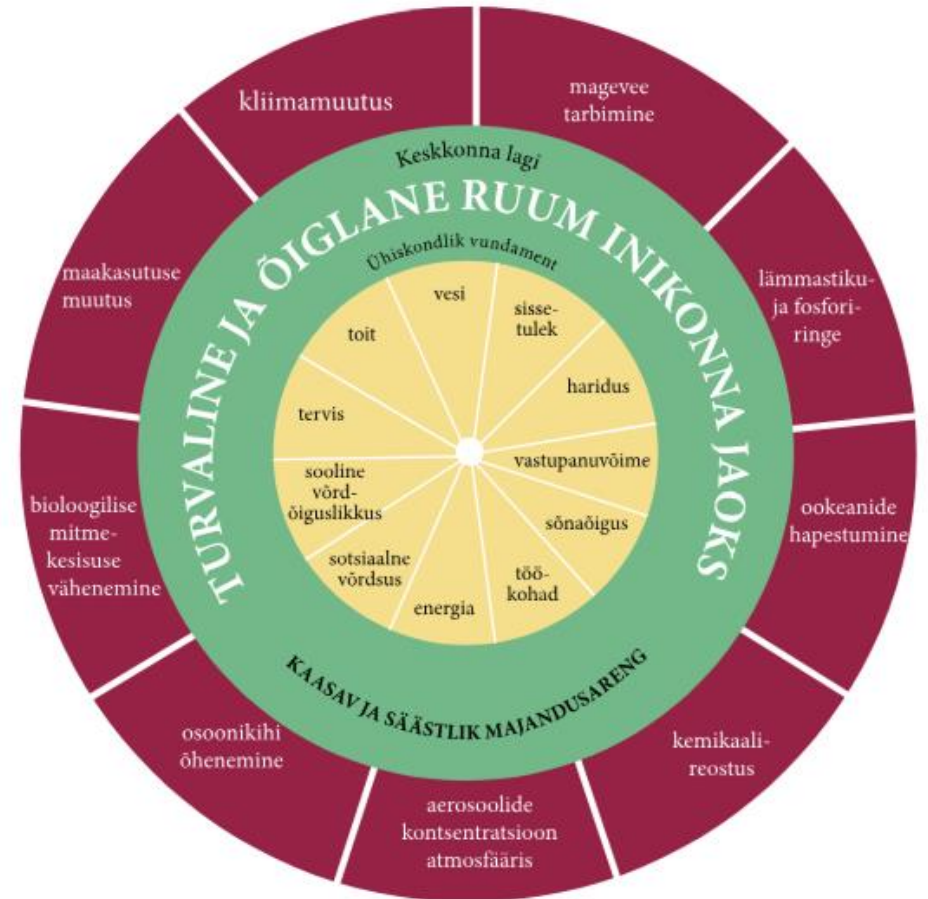 kliimamuutus
magevee
tarbimine
lämmastiku-
ja fosfori-
ringe
ookeanide
hapestumine
kemikaali-
reostus
aerosoolide
kontsentratsioon
atmosfääris
osoonikihi
õhenemine
bioloogilise
mitme-
kesisuse
vähenemine
maakasutuse
muutus
Keskkonna lagi
TURVALINE JA ÕIGLANE RUUM INIKONNA JAOKS
Ühiskondlik vundament
vesi
sisse-
tulek
haridus
vastupanuvõime
sõnaõigus
töö-
kohad
energia
sotsiaalne
võrdsus
sooline
võrd-
õiguslikkus
tervis
toit
KAASAV JA SÄÄSTLIK MAJANDUSARENG